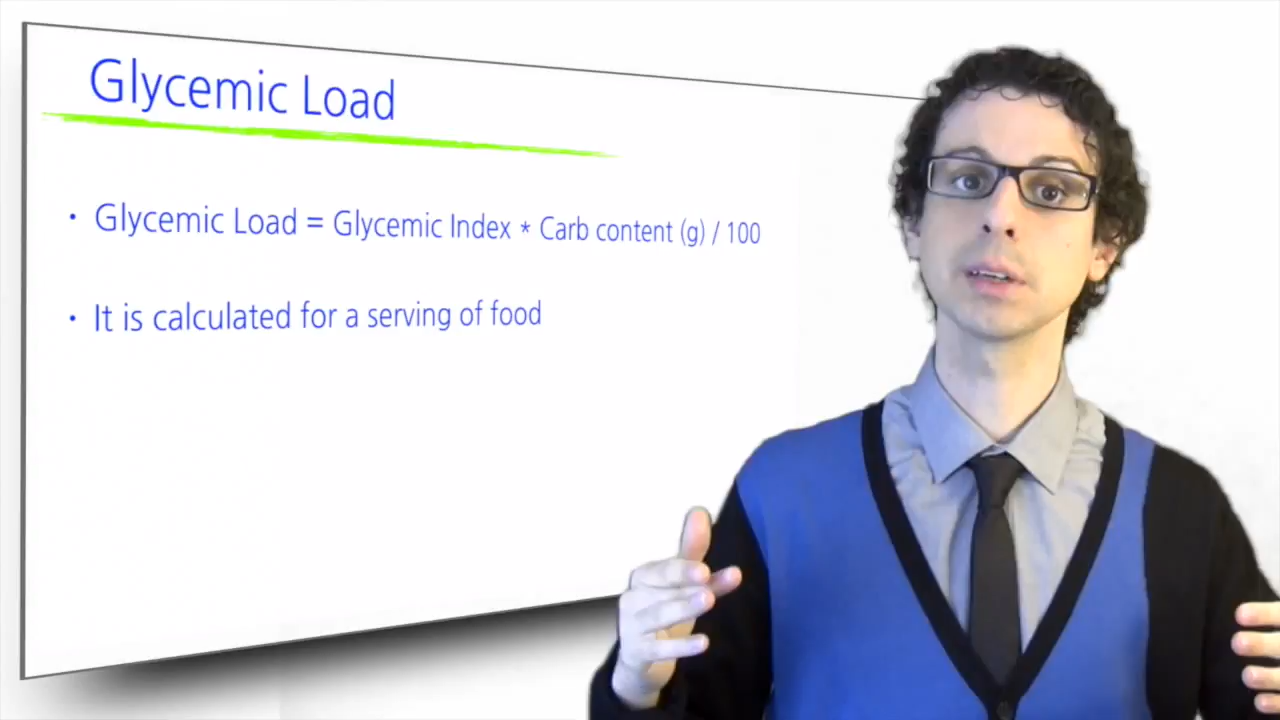 Glycemic Load
• Glycemic Load = Glycemic Index * Carb content (g) / 100
• It is calculated for a serving of food